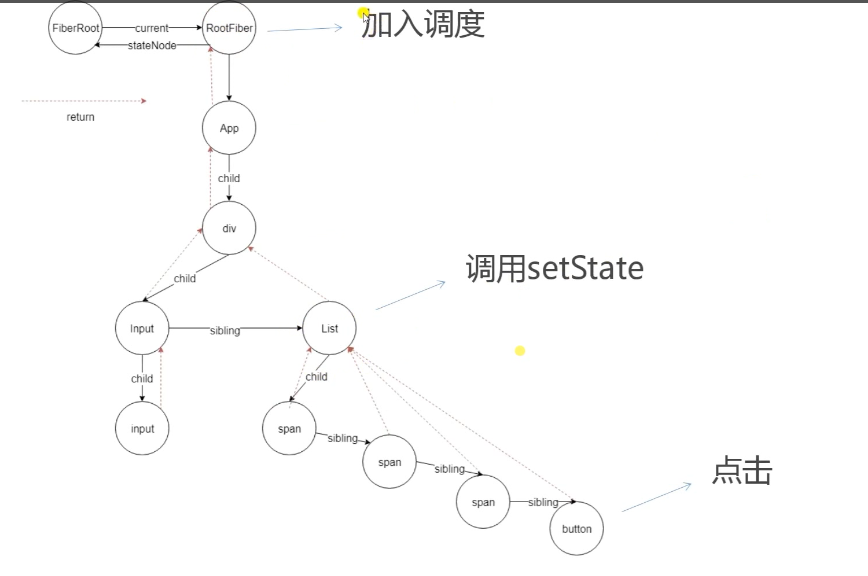 FiberRoot
current
RootFiber
加入调度
stateNode
return
App
child
div
调用setState
child
Input
sibling
List
child
child
input
span
sibling
span
sibling
点击
span
sibling
button